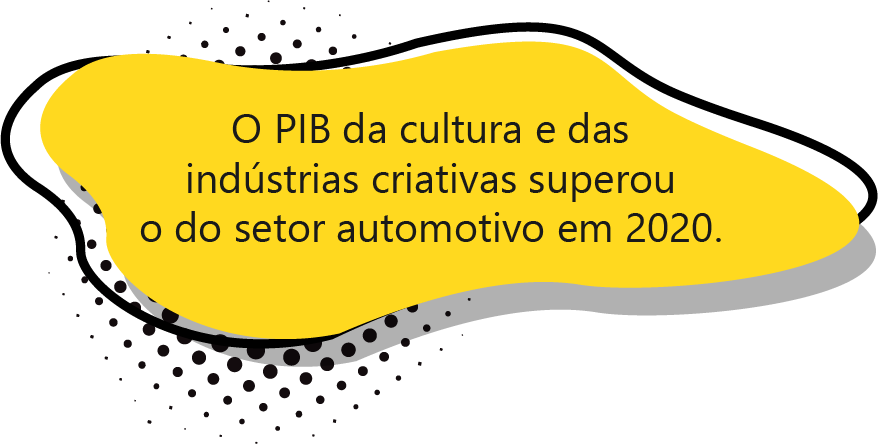 O PIB da cultura e das
indústrias criativas superou
o do setor automotivo em 2020.